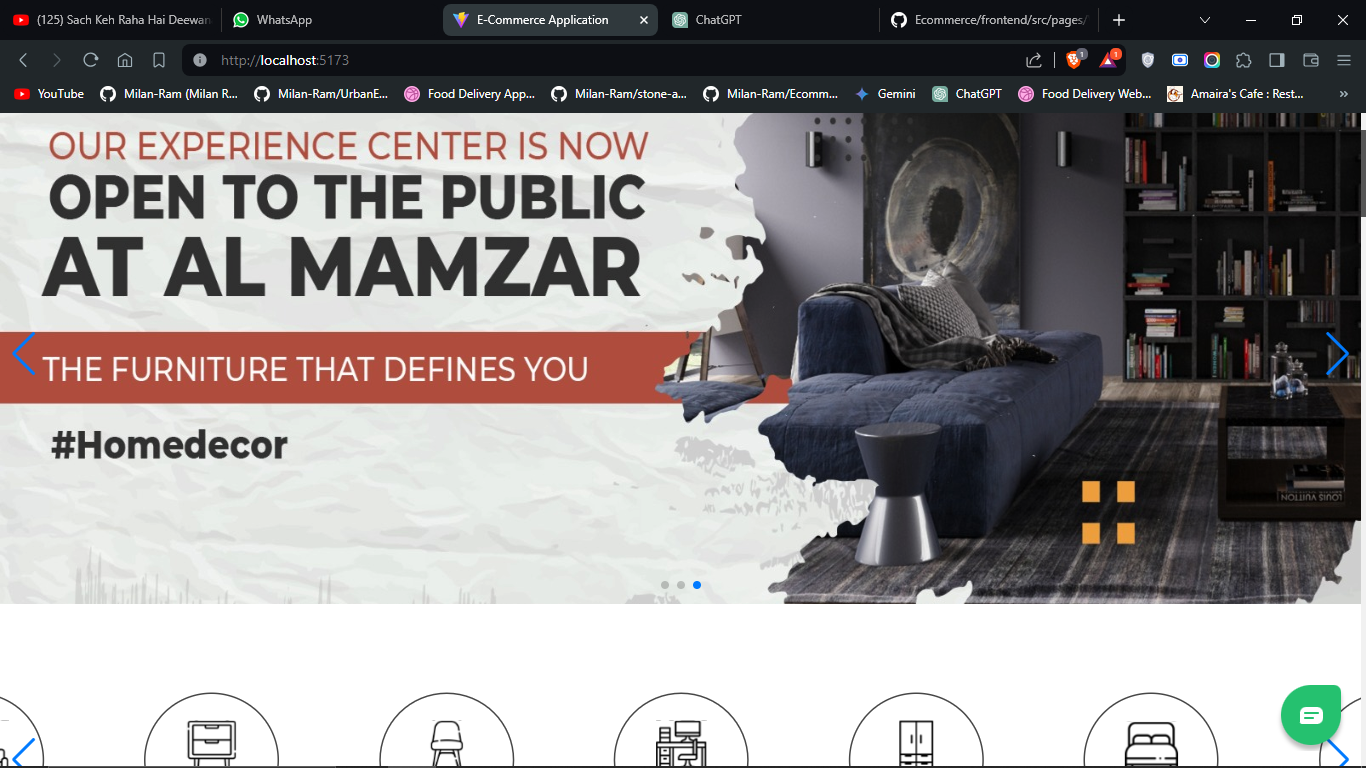 (125) Sach Keh Raha Hai Deewan
WhatsApp
E-Commerce Application
ChatGPT
Ecommerce/frontend/src/pages/
http://localhost:5173
1
1
YouTube
Milan-Ram (Milan R...
Milan-Ram/UrbanE...
Food Delivery App...
Milan-Ram/stone-a...
Milan-Ram/Ecomm...
Gemini
ChatGPT
Food Delivery Web...
Amaira's Cafe : Rest...
»
OUR EXPERIENCE CENTER IS NOW
OPEN TO THE PUBLIC
AT AL MAMZAR
THE FURNITURE THAT DEFINES YOU
#Homedecor
LOUIS VUITTON